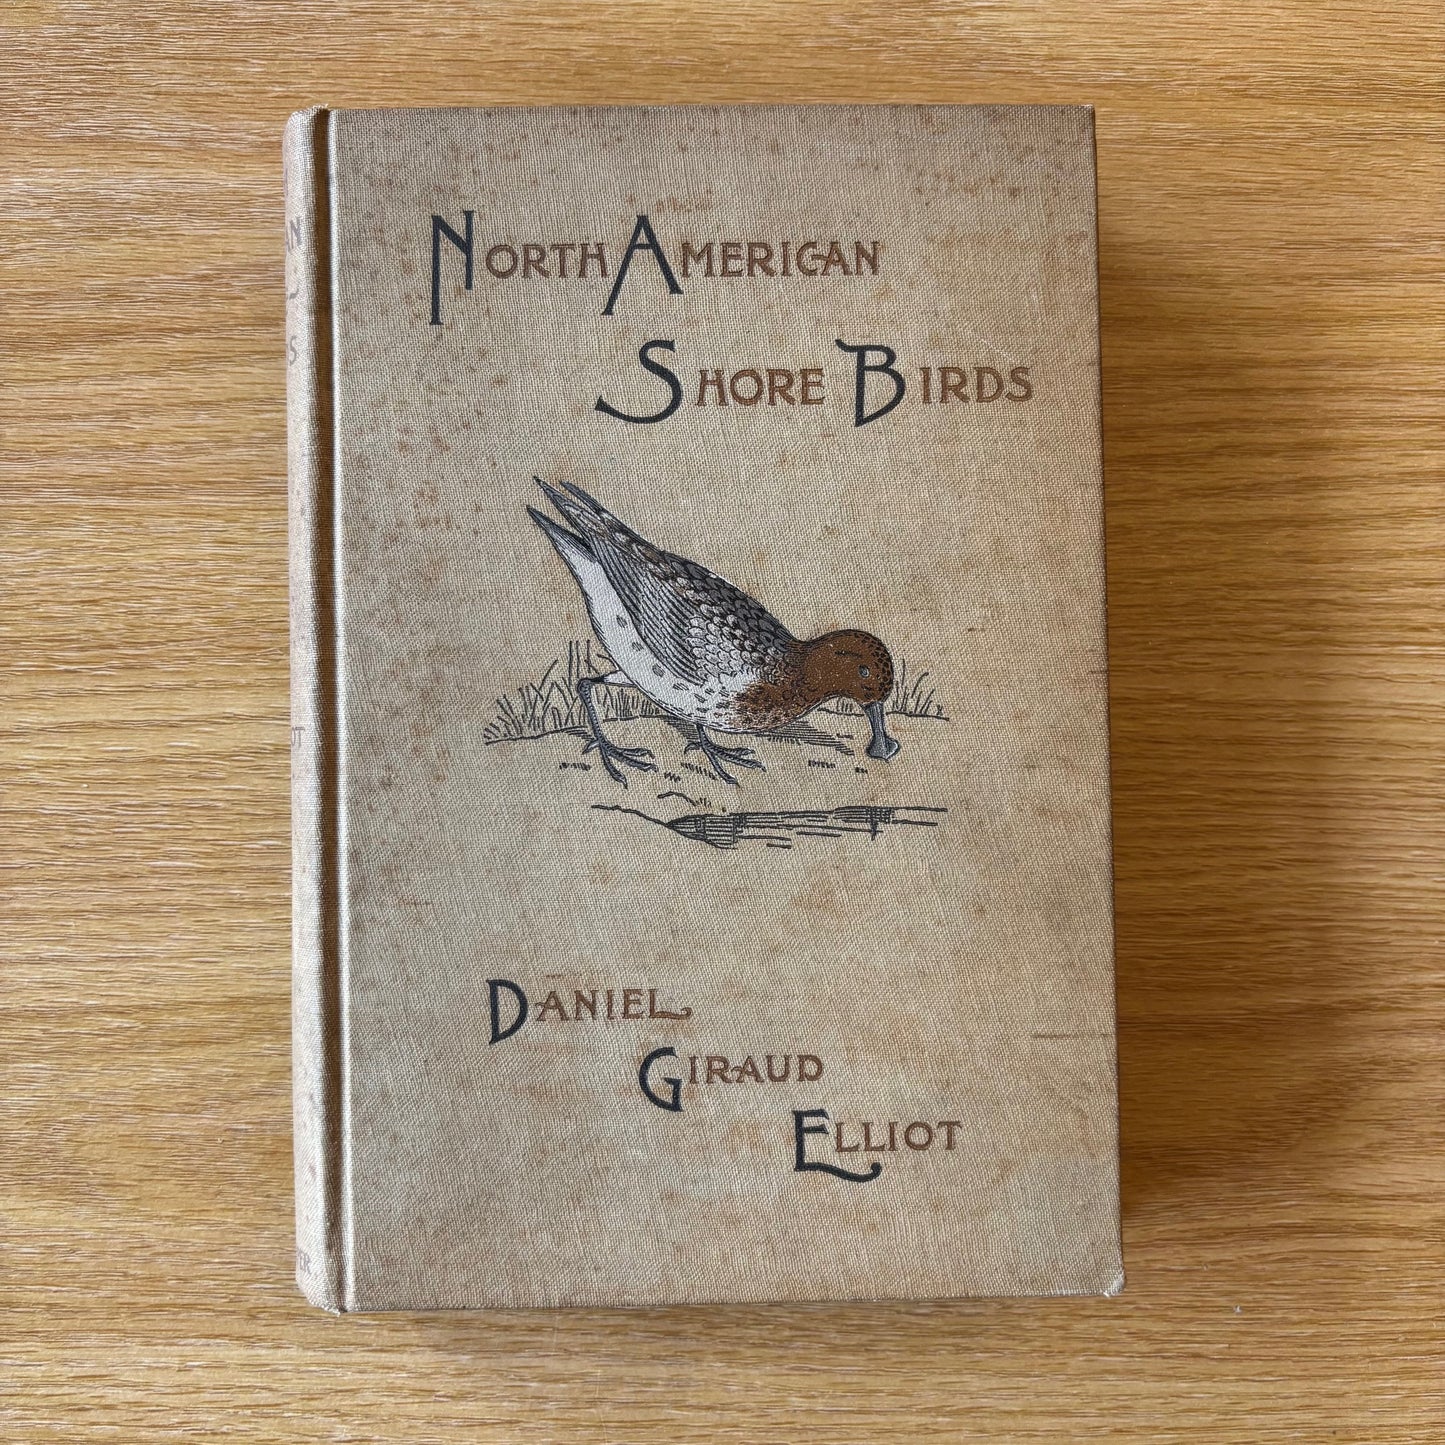 North American
Shore Birds
Daniel
Giraud
Elliot